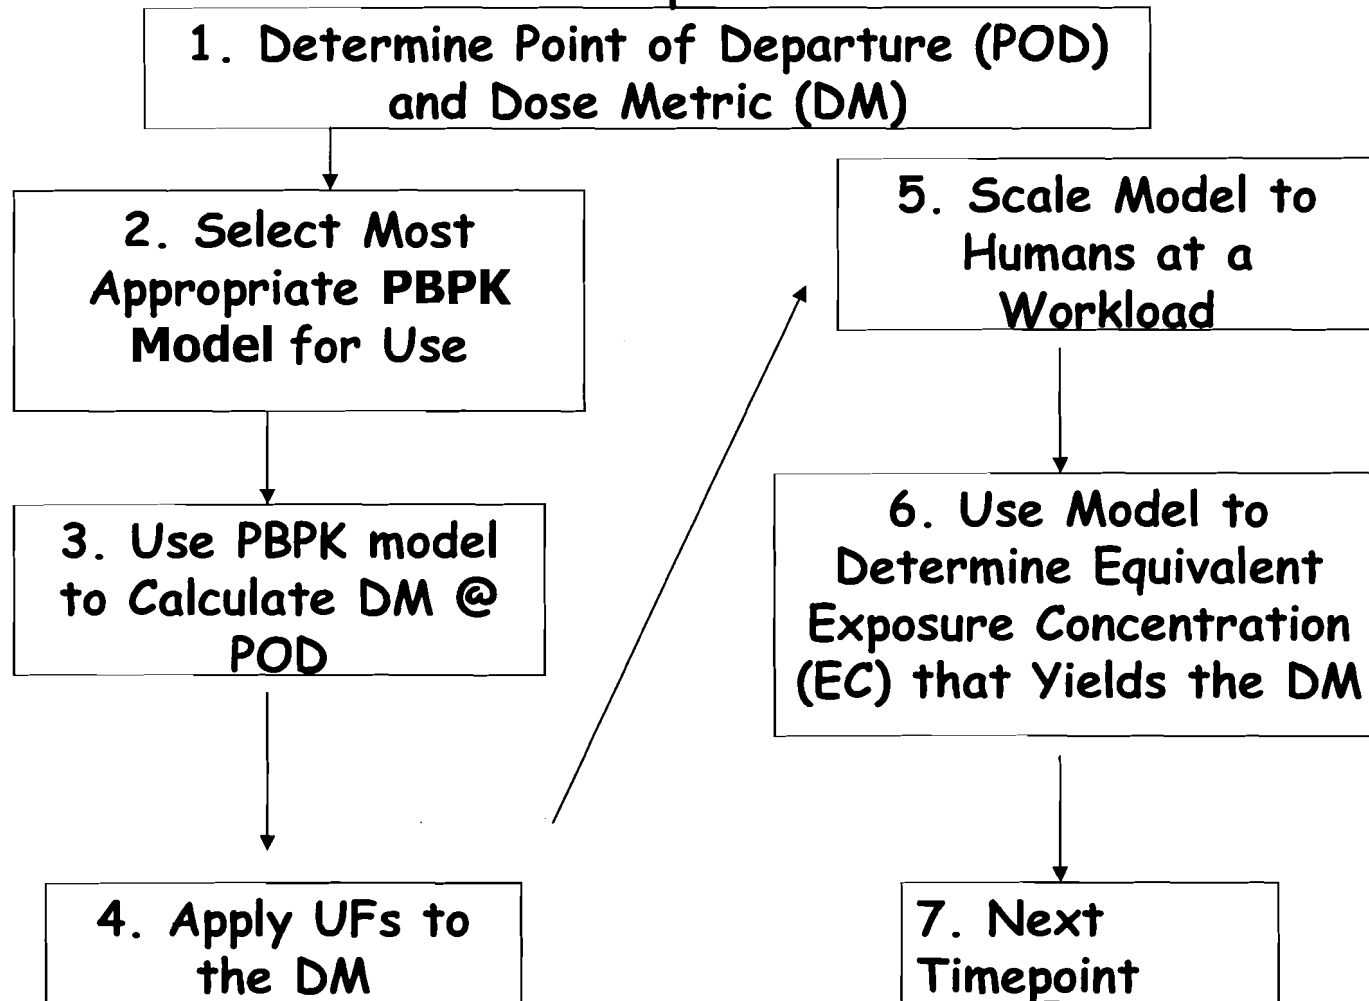 1. Determine Point of Departure (POD)
and Dose Metric (DM)
2. Select Most
Appropriate PBPK
Model for Use
3. Use PBPK model
to Calculate DM @
POD
4. Apply UFs to
the DM
5. Scale Model to
Humans at a
Workload
6. Use Model to
Determine Equivalent
Exposure Concentration
(EC) that Yields the DM
7. Next
Timepoint